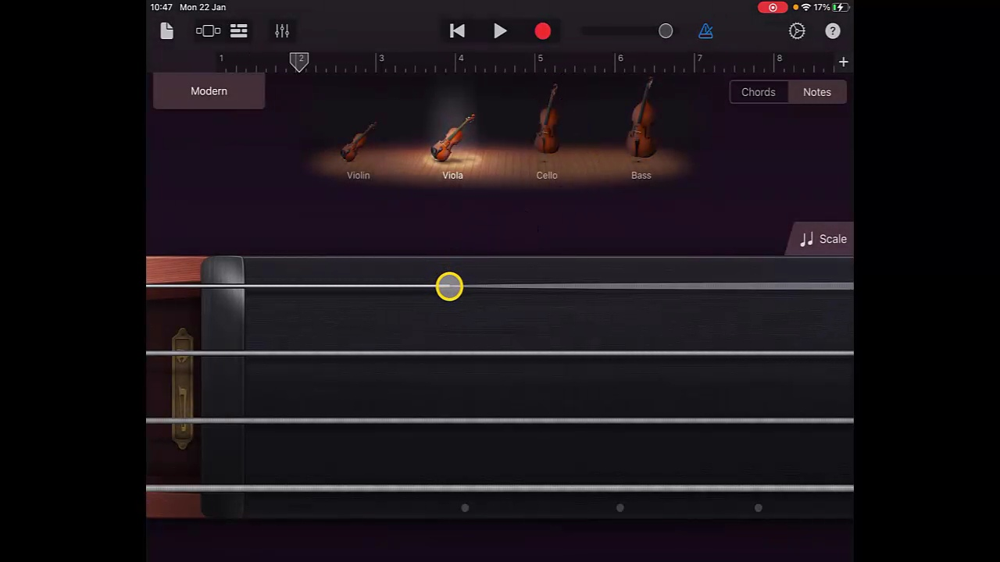 10:47 Mon 22 Jan 17%
?
1 2 3 4 5 6 7 8 +
Modern
Chords Notes
Violin Viola Cello Bass
Scale